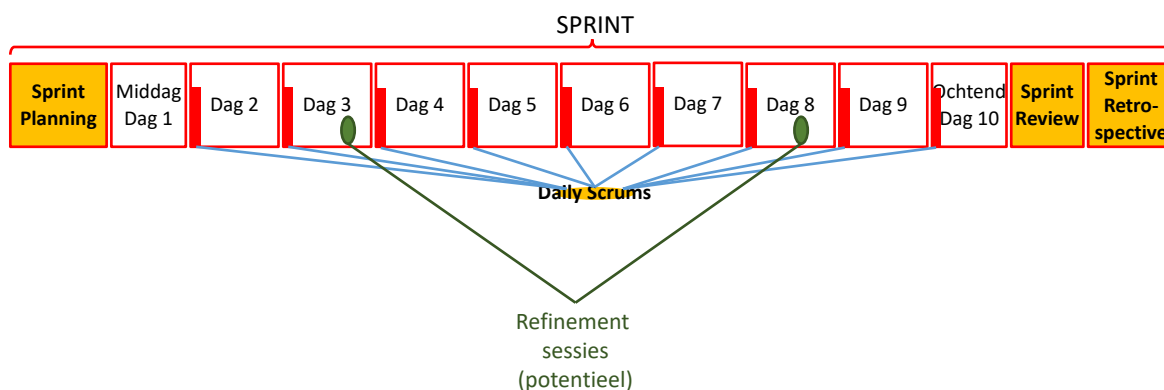 SPRINT
Sprint
Planning
Middag
Dag 1
Dag 2
Dag 3
Dag 4
Dag 5
Dag 6
Dag 7
Dag 8
Dag 9
Ochtend
Dag 10
Sprint
Review
Sprint
Retro-
spective
Daily Scrums
Refinement
sessies
(potentieel)